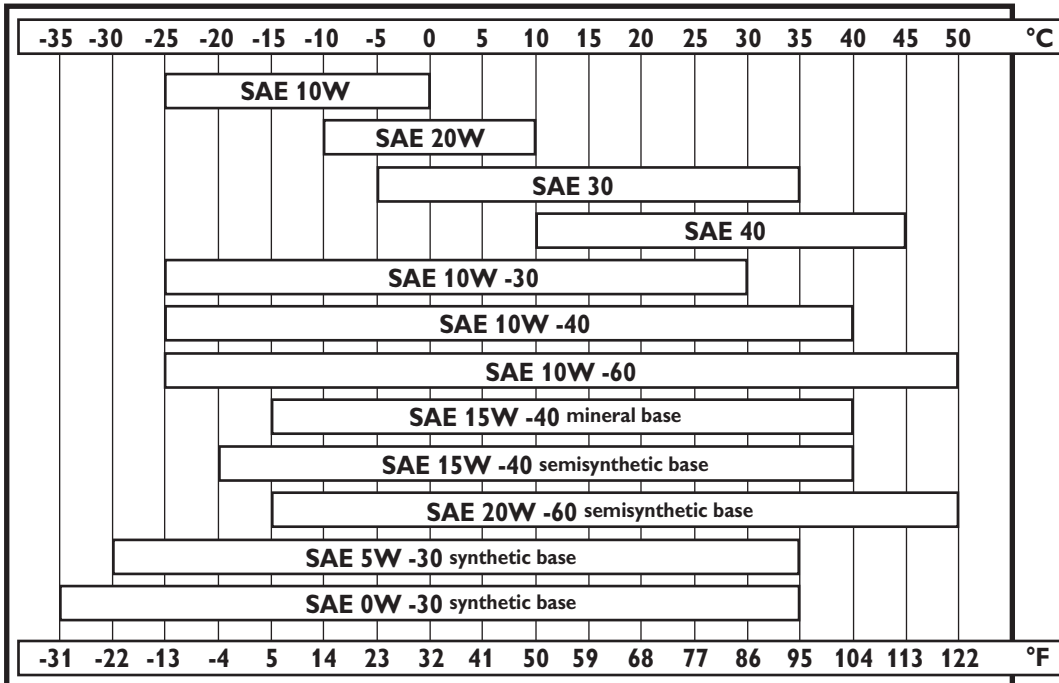 -35 -30 -25 -20 -15 -10 -5 0 5 10 15 20 25 30 35 40 45 50 °C
SAE 10W
SAE 20W
SAE 30
SAE 40
SAE 10W -30
SAE 10W -40
SAE 10W -60
SAE 15W -40 mineral base
SAE 15W -40 semisynthetic base
SAE 20W -60 semisynthetic base
SAE 5W -30 synthetic base
SAE 0W -30 synthetic base
-31 -22 -13 -4 5 14 23 32 41 50 59 68 77 86 95 104 113 122 °F